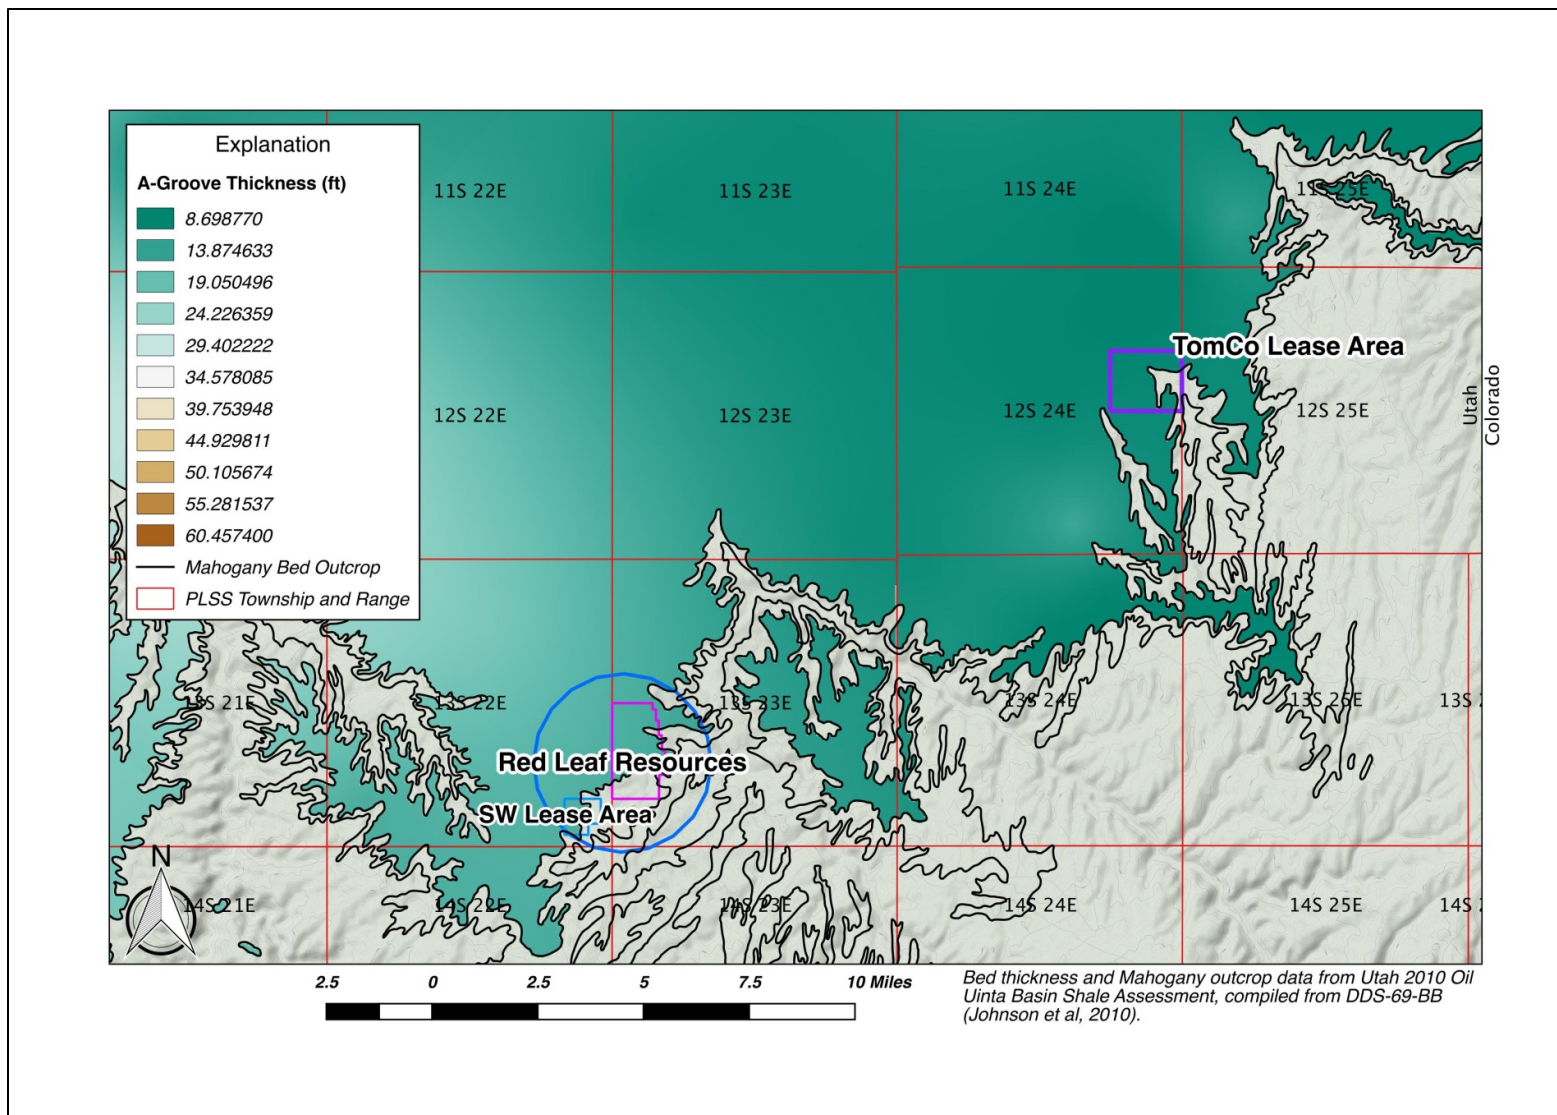 Explanation
A-Groove Thickness (ft)
8.698770
13.874633
19.050496
24.226359
29.402222
34.578085
39.753948
44.929811
50.105674
55.281537
60.457400
Mahogany Bed Outcrop
PLSS Township and Range
11S 22E
11S 23E
11S 24E
11S 25E
TomCo Lease Area
12S 22E
12S 23E
12S 24E
12S 25E
Utah
Colorado
13S 21E
13S 22E
13S 23E
13S 24E
13S
Red Leaf Resources
SW Lease Area
N
14S 21E
14S 22E
14S 23E
14S 24E
14S 25E
14S
2.5 0 2.5 5 7.5 10 Miles
Bed thickness and Mahogany outcrop data from Utah 2010 Oil
Uinta Basin Shale Assessment, compiled from DDS-69-BB
(Johnson et al, 2010).